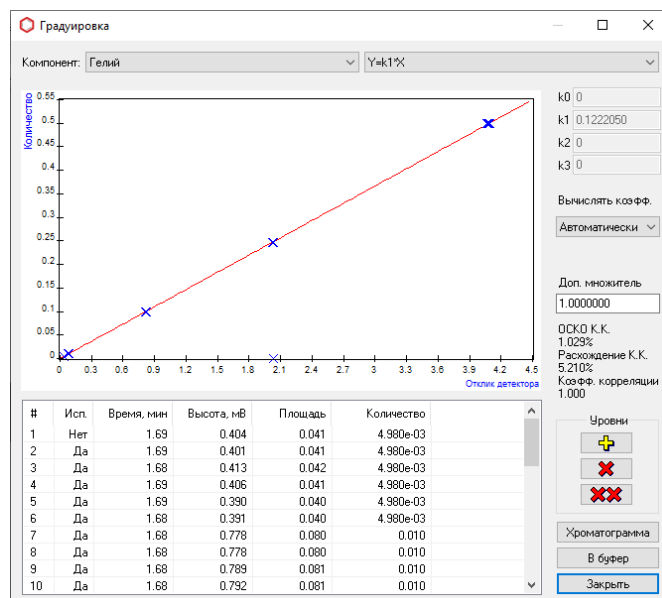 Градуировка
Компонент: Гелий Y=k1*X
k0 0
k1 0.1222050
k2 0
k3 0
Вычислять коэфф.
Автоматически
Доп. множитель
1.0000000
ОСКО К.К.
1.029%
Расхождение К.К.
5.210%
Коэфф. корреляции
1.000
Количество
0.55
0.5
0.45
0.4
0.35
0.3
0.25
0.2
0.15
0.1
0.05
0
0 0.3 0.6 0.9 1.2 1.5 1.8 2.1 2.4 2.7 3 3.3 3.6 3.9 4.2 4.5
Отклик детектора
# Исп. Время, мин Высота, мВ Площадь Количество
1 Нет 1.69 0.404 0.041 4.980e-03
2 Да 1.69 0.401 0.041 4.980e-03
3 Да 1.68 0.413 0.042 4.980e-03
4 Да 1.69 0.406 0.041 4.980e-03
5 Да 1.69 0.390 0.040 4.980e-03
6 Да 1.68 0.391 0.040 4.980e-03
7 Да 1.68 0.778 0.080 0.010
8 Да 1.68 0.778 0.080 0.010
9 Да 1.68 0.789 0.081 0.010
10 Да 1.68 0.792 0.081 0.010
Уровни
Хроматограмма
В буфер
Закрыть